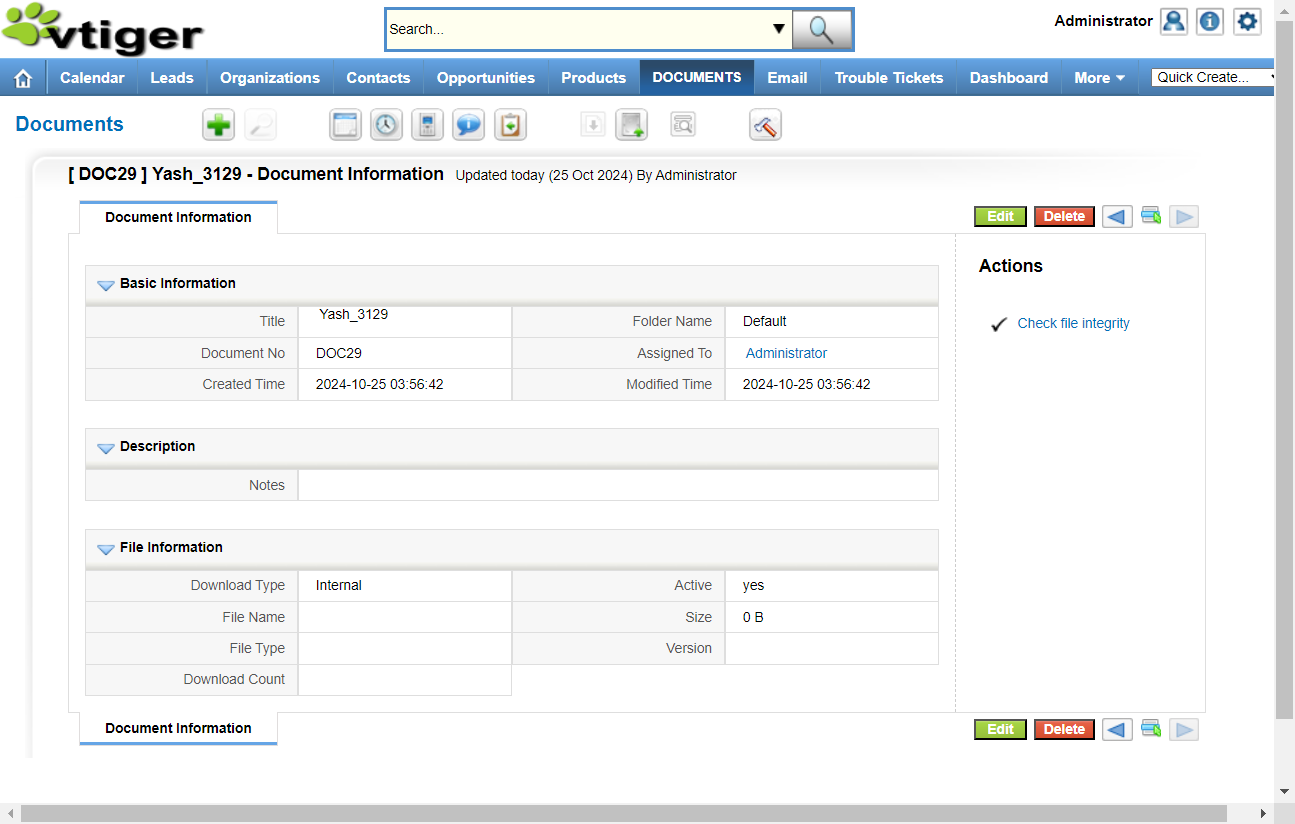 vtiger
Search...
Administrator
Calendar Leads Organizations Contacts Opportunities Products DOCUMENTS Email Trouble Tickets Dashboard More Quick Create...
Documents
[ DOC29 ] Yash_3129 - Document Information Updated today (25 Oct 2024) By Administrator
Document Information
Edit Delete
Actions
Check file integrity
Basic Information
Title Yash_3129 Folder Name Default
Document No DOC29 Assigned To Administrator
Created Time 2024-10-25 03:56:42 Modified Time 2024-10-25 03:56:42
Description
Notes
File Information
Download Type Internal Active yes
File Name Size 0 B
File Type Version
Download Count
Document Information
Edit Delete